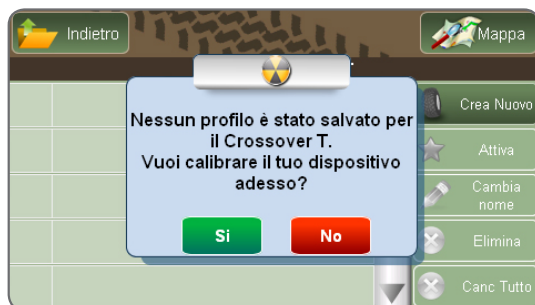 Indietro
Mappa
Nessun profilo è stato salvato per
il Crossover T.
Vuoi calibrare il tuo dispositivo
adesso?
Si
No
Crea Nuovo
Attiva
Cambia
nome
Elimina
Canc Tutto